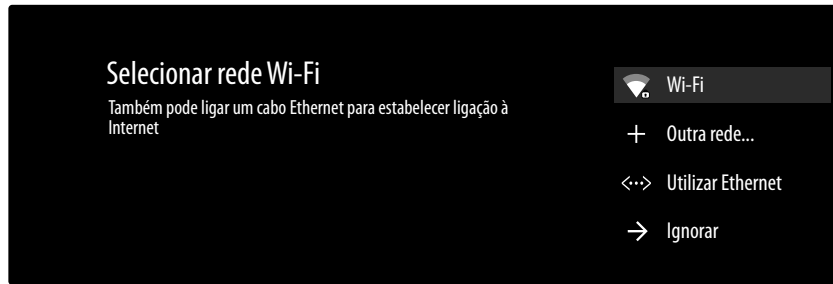 Selecionar rede Wi-Fi
Também pode ligar um cabo Ethernet para estabelecer ligação à
Internet
Wi-Fi
Outra rede...
Utilizar Ethernet
Ignorar